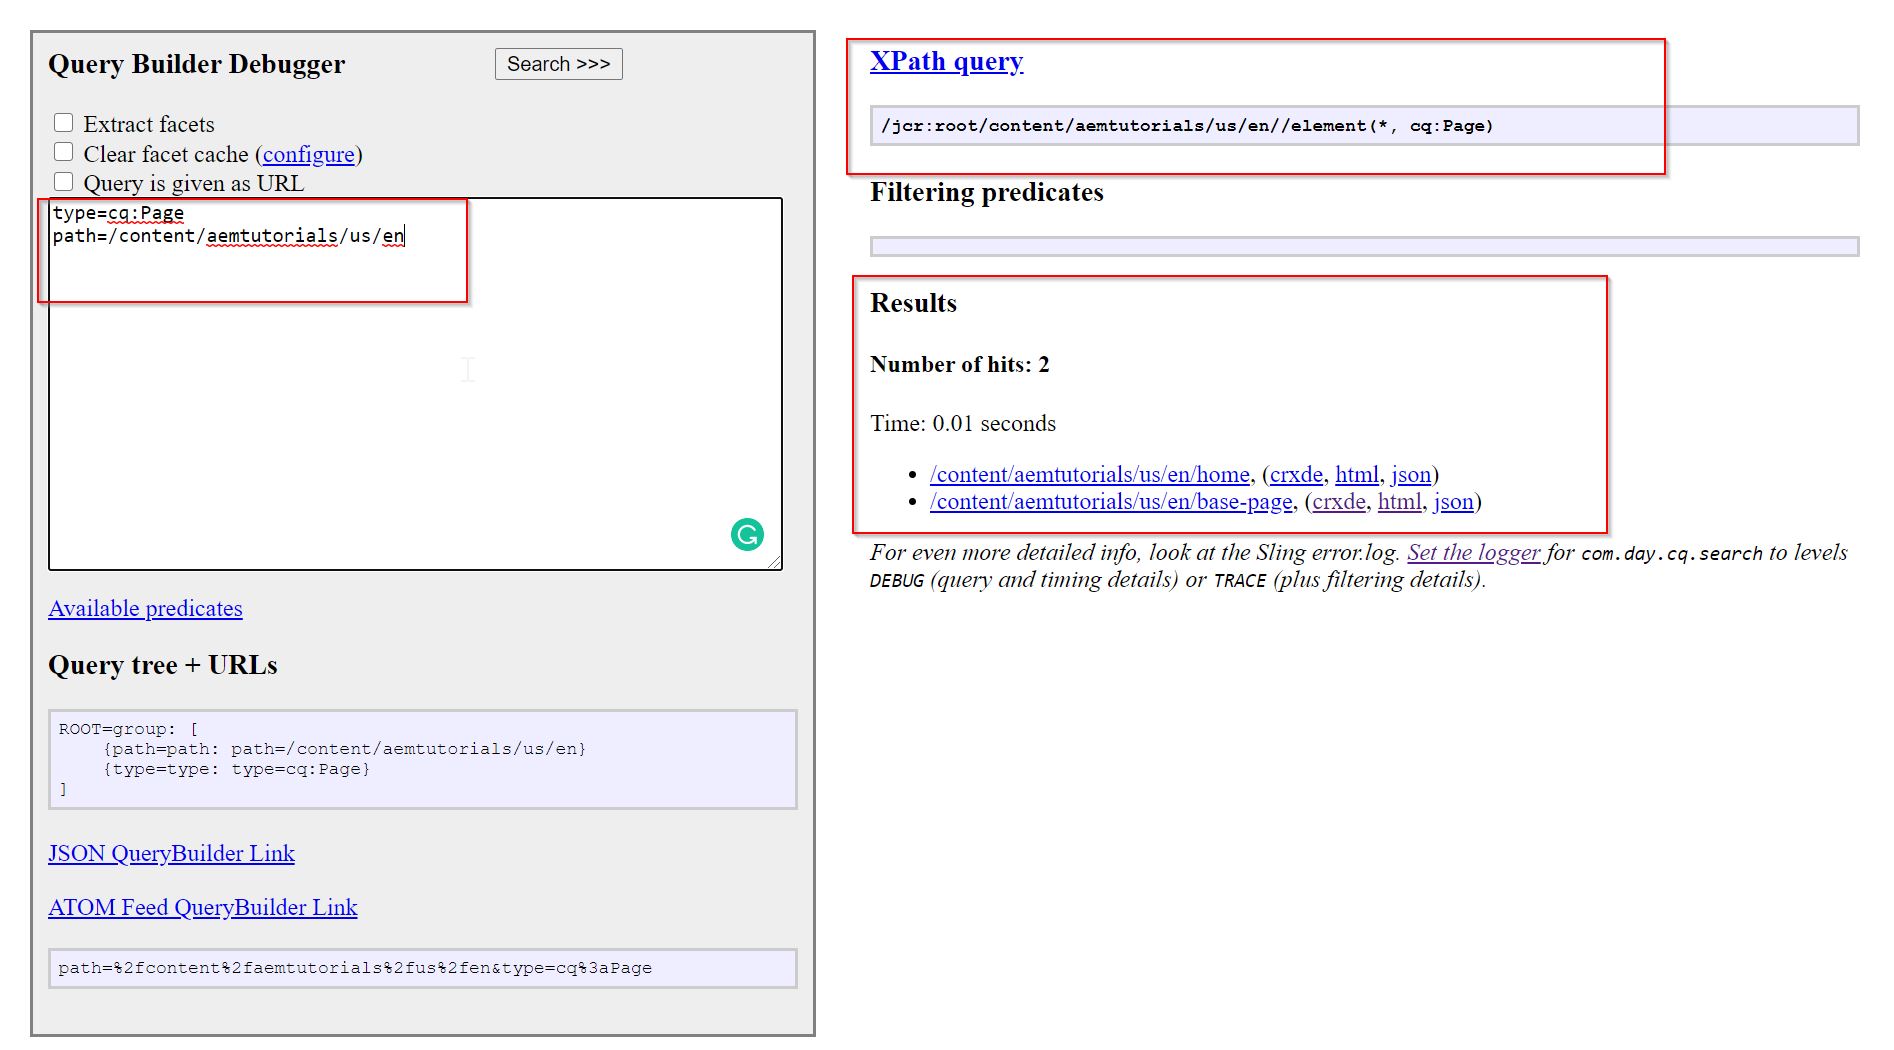 Query Builder Debugger
Search >>>
Extract facets
Clear facet cache (configure)
Query is given as URL
type=cq:Page
path=/content/aemtutorials/us/en
Available predicates
Query tree + URLs
ROOT=group: [
    {path=path: path=/content/aemtutorials/us/en}
    {type=type: type=cq:Page}
]
JSON QueryBuilder Link
ATOM Feed QueryBuilder Link
path=%2fcontent%2faemtutorials%2fus%2fen&type=cq%3aPage
XPath query
/jcr:root/content/aemtutorials/us/en//element(*, cq:Page)
Filtering predicates
Results
Number of hits: 2
Time: 0.01 seconds
• /content/aemtutorials/us/en/home, (crxde, html, json)
• /content/aemtutorials/us/en/base-page, (crxde, html, json)
For even more detailed info, look at the Sling error.log. Set the logger for com.day.cq.search to levels
DEBUG (query and timing details) or TRACE (plus filtering details).